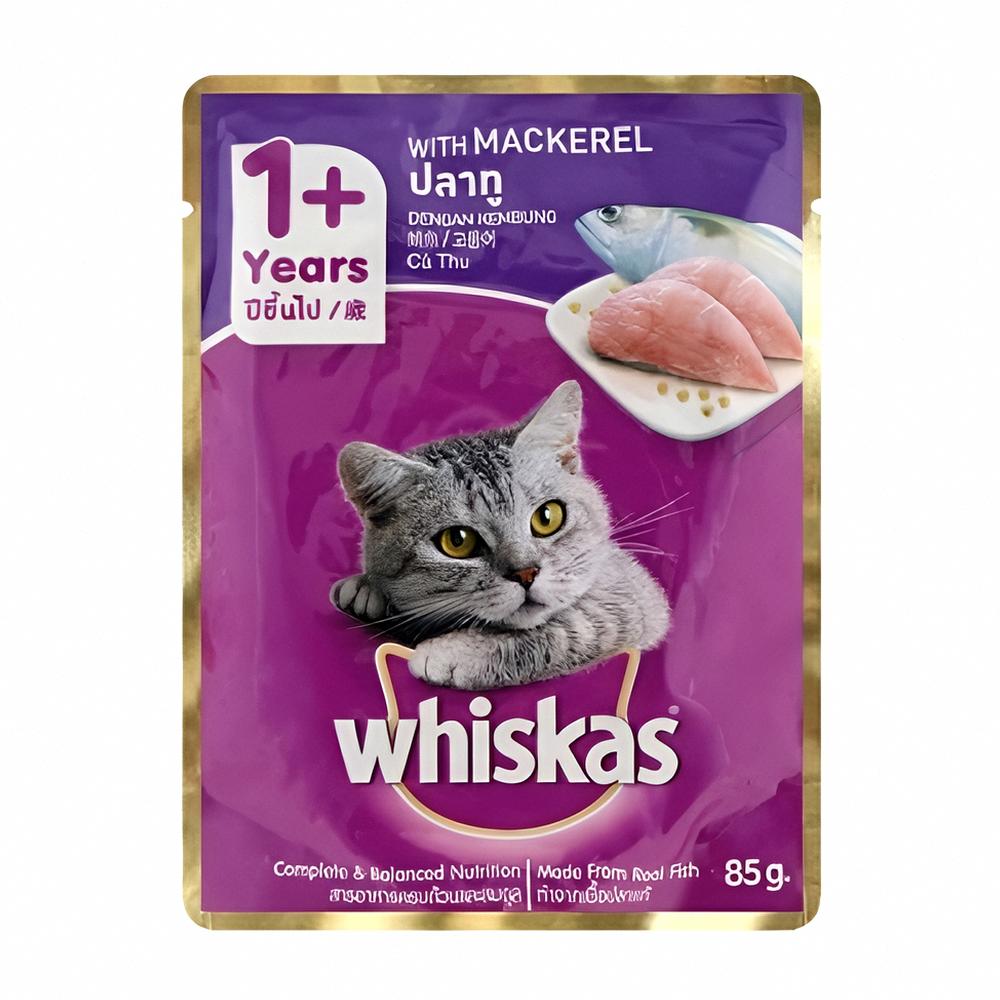 1+
Years
ปีขึ้นไป /
WITH MACKEREL
ปลาทู
Cá Thu
whiskas
Complete & Balanced Nutrition | Made From Real Fish
85 g.